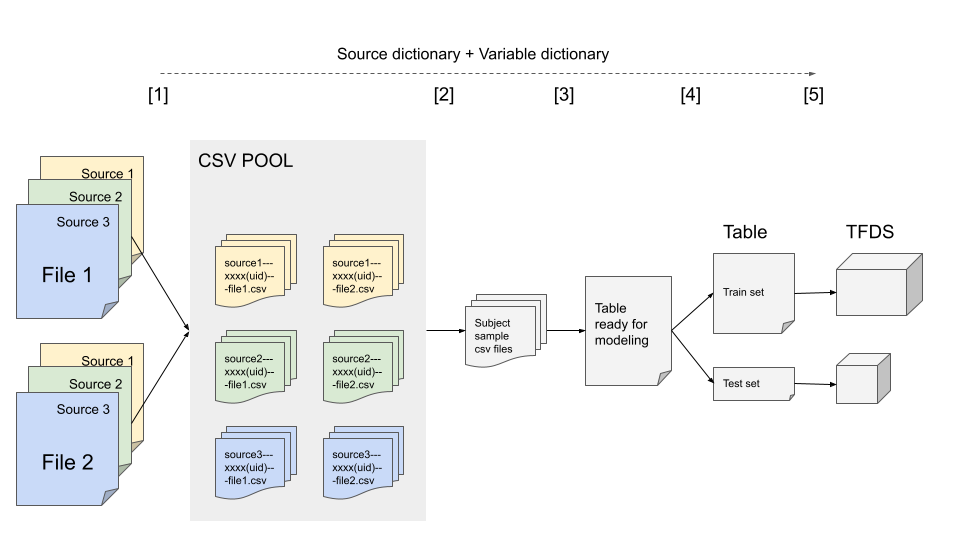 Source dictionary + Variable dictionary
[1]
[2]
[3]
[4]
[5]
CSV POOL
Source 1
Source 2
Source 3
File 1
Source 1
Source 2
Source 3
File 2
source1---
xxxx(uid)--
-file1.csv
source1---
xxxx(uid)--
-file2.csv
source2---
xxxx(uid)--
-file1.csv
source2---
xxxx(uid)--
-file2.csv
source3---
xxxx(uid)--
-file1.csv
source3---
xxxx(uid)--
-file2.csv
Subject
sample
csv files
Table
ready for
modeling
Table
Train set
Test set
TFDS